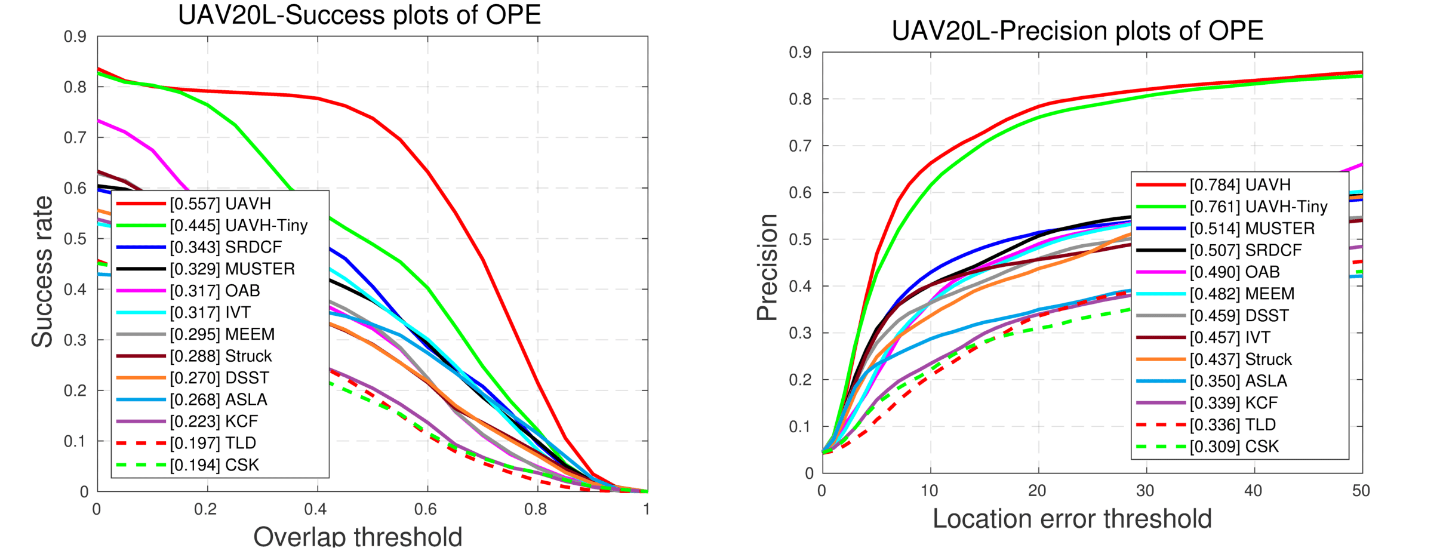 UAV20L-Success plots of OPE
0.9
0.8
0.7
0.6
0.5
0.4
0.3
0.2
0.1
0
Success rate
[0.557] UAVH
[0.445] UAVH-Tiny
[0.343] SRDCF
[0.329] MUSTER
[0.317] OAB
[0.317] IVT
[0.295] MEEM
[0.288] Struck
[0.270] DSST
[0.268] ASLA
[0.223] KCF
[0.197] TLD
[0.194] CSK
0 0.2 0.4 0.6 0.8 1
Overlap threshold
UAV20L-Precision plots of OPE
0.9
0.8
0.7
0.6
0.5
0.4
0.3
0.2
0.1
0
Precision
[0.784] UAVH
[0.761] UAVH-Tiny
[0.514] MUSTER
[0.507] SRDCF
[0.490] OAB
[0.482] MEEM
[0.459] DSST
[0.457] IVT
[0.437] Struck
[0.350] ASLA
[0.339] KCF
[0.336] TLD
[0.309] CSK
0 10 20 30 40 50
Location error threshold